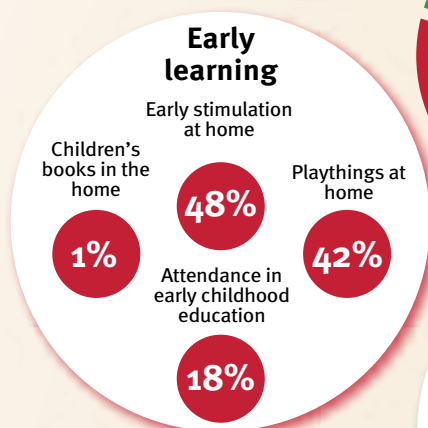 Early
learning
Early stimulation
at home
48%
Children's
books in the
home
1%
Playthings at
home
42%
Attendance in
early childhood
education
18%